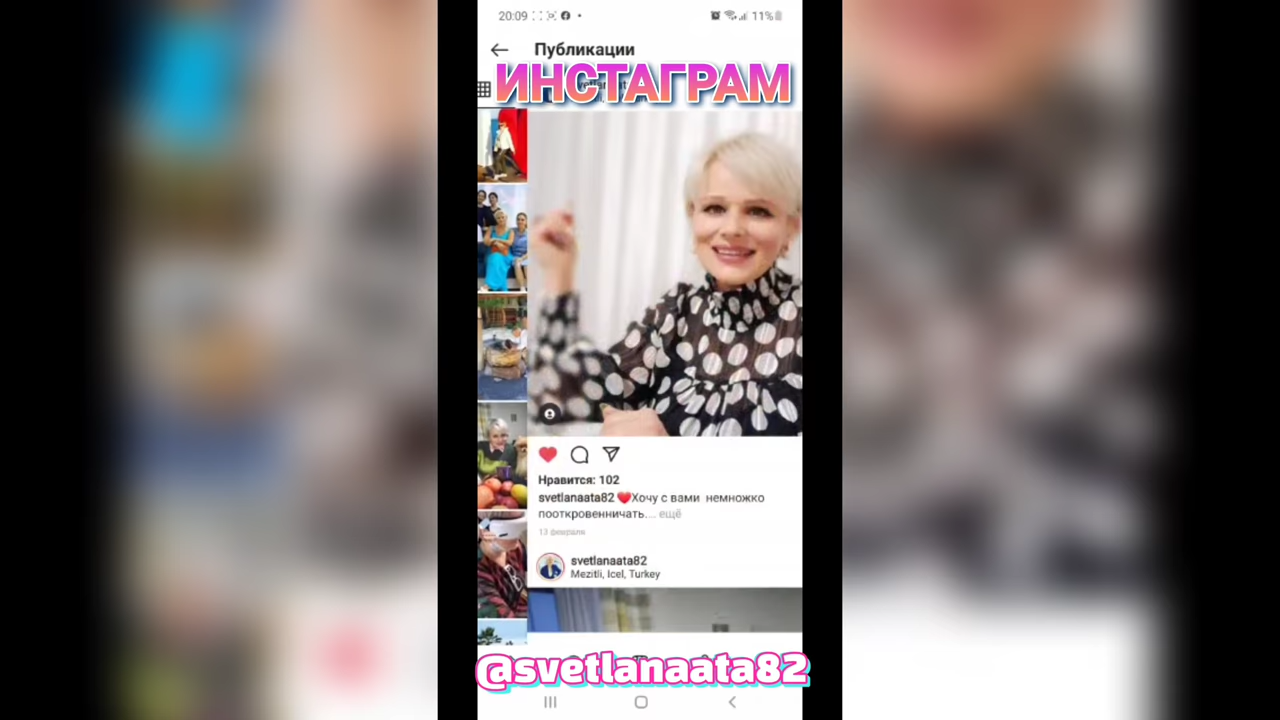 20:09
11%
Публикации
ИНСТАГРАМ
Нравится: 102
svetlanaata82 ❤Хочу с вами немножко
пооткровенничать... ещё
13 февраля
svetlanaata82
Mezitli, Icel, Turkey
@svetlanaata82